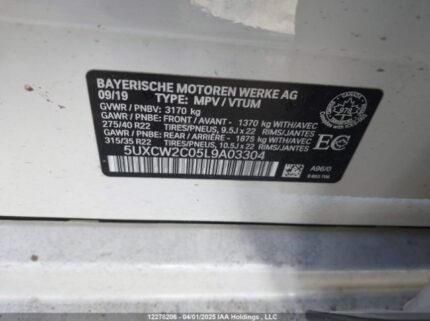 BAYERISCHE MOTOREN WERKE AG
09/19 TYPE: MPV / VTUM
GVWR / PNBV: 3170 kg
GAWR / PNBE: FRONT / AVANT - 1370 kg WITH/AVEC
275/40 R22 TIRES/PNEUS, 9.5J x 22 RIMS/JANTES
GAWR / PNBE: REAR / ARRIÈRE - 1875 kg WITH/AVEC
315/35 R22 TIRES/PNEUS, 10.5J x 22 RIMS/JANTES
5UXCW2C05L9A03304
EC
A96/0
CANADA
12276206 - 04/01/2025 - IAA Holdings , LLC